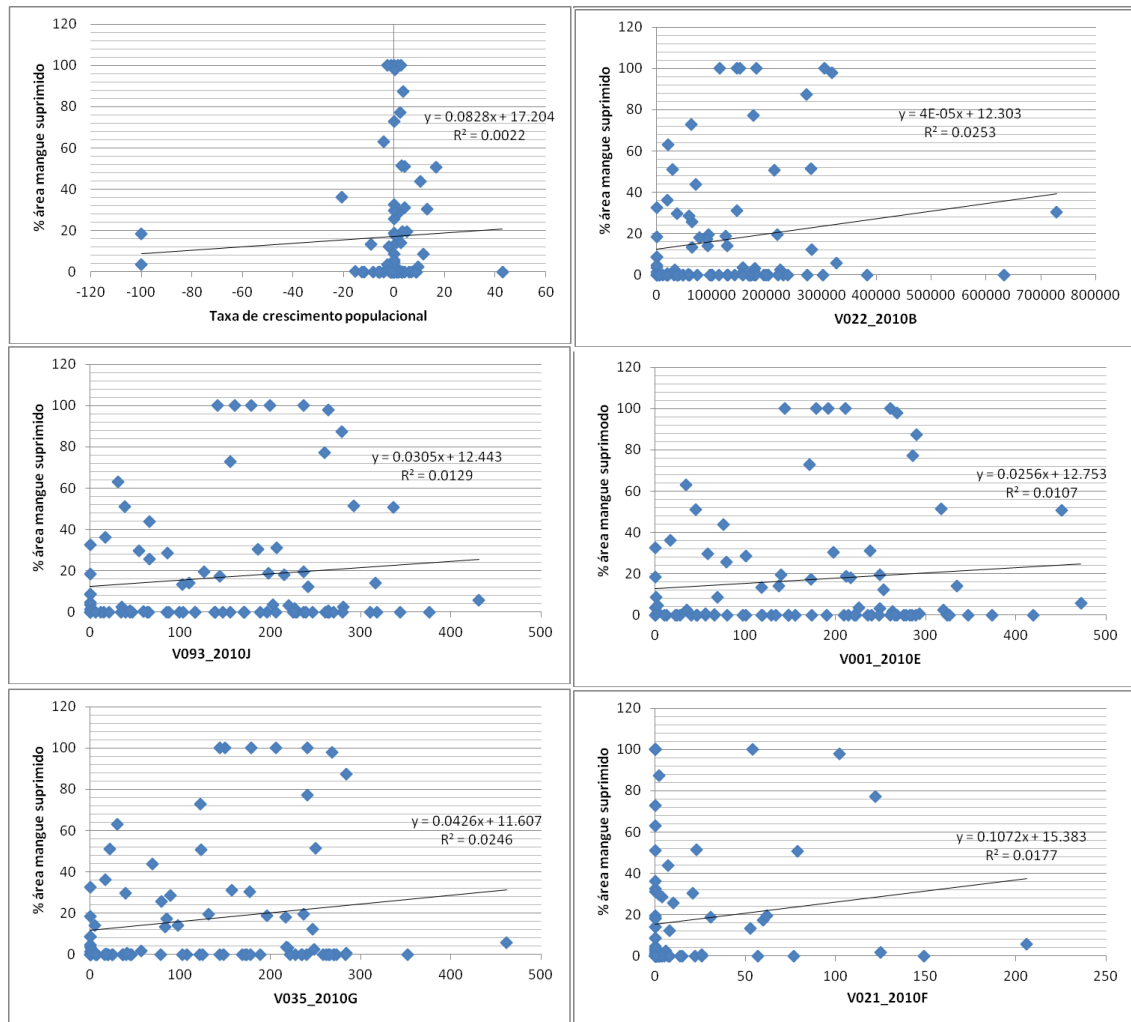 120
100
80
60
40
20
0
% área mangue suprimido
y = 0.0828x + 17.204
R² = 0.0022
-120 -100 -80 -60 -40 -20 0 20 40 60
Taxa de crescimento populacional
120
100
80
60
40
20
0
% área mangue suprimido
y = 4E-05x + 12.303
R² = 0.0253
0 100000 200000 300000 400000 500000 600000 700000 800000
V022_2010B
120
100
80
60
40
20
0
% área mangue suprimido
y = 0.0305x + 12.443
R² = 0.0129
0 100 200 300 400 500
V093_2010J
120
100
80
60
40
20
0
% área mangue suprimodo
y = 0.0256x + 12.753
R² = 0.0107
0 100 200 300 400 500
V001_2010E
120
100
80
60
40
20
0
% área mangue suprimido
y = 0.0426x + 11.607
R² = 0.0246
0 100 200 300 400 500
V035_2010G
120
100
80
60
40
20
0
% área mangue suprimido
y = 0.1072x + 15.383
R² = 0.0177
0 50 100 150 200 250
V021_2010F